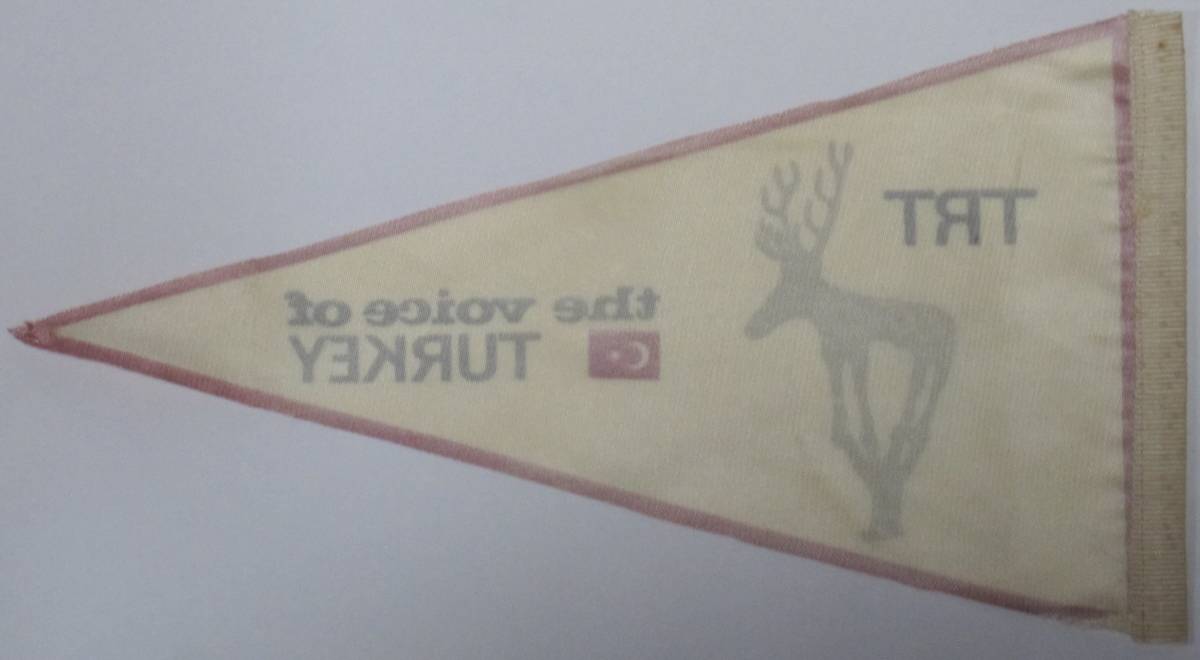 TRT
the voice of
TURKEY